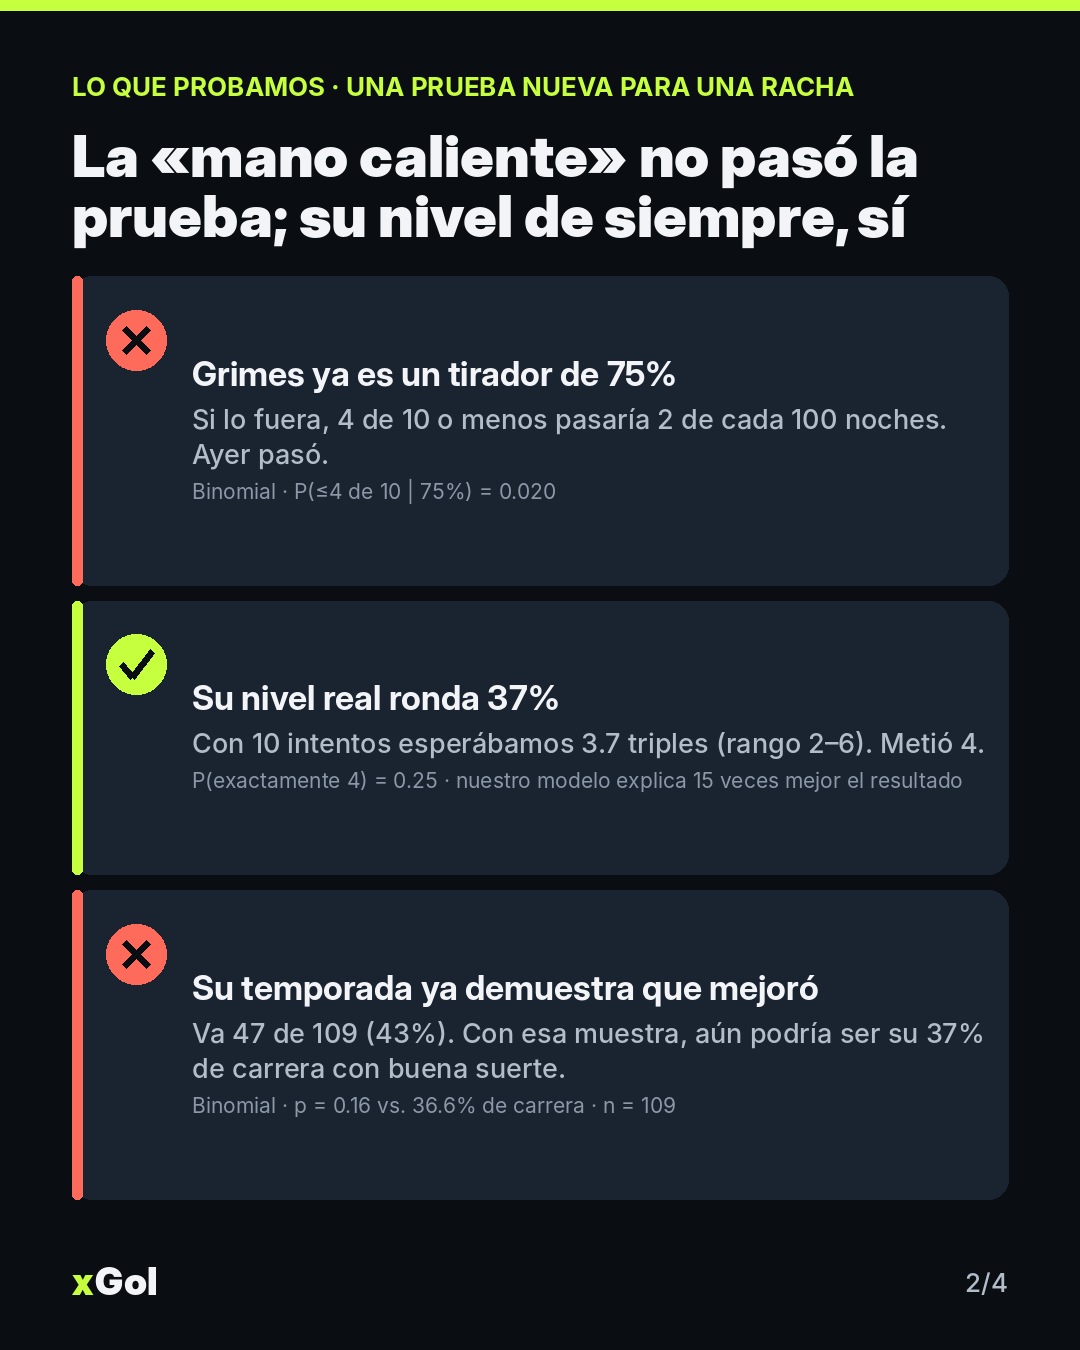 LO QUE PROBAMOS · UNA PRUEBA NUEVA PARA UNA RACHA
La «mano caliente» no pasó la
prueba; su nivel de siempre, sí
Grimes ya es un tirador de 75%
Si lo fuera, 4 de 10 o menos pasaría 2 de cada 100 noches.
Ayer pasó.
Binomial · P(≤4 de 10 | 75%) = 0.020
Su nivel real ronda 37%
Con 10 intentos esperábamos 3.7 triples (rango 2–6). Metió 4.
P(exactamente 4) = 0.25 · nuestro modelo explica 15 veces mejor el resultado
Su temporada ya demuestra que mejoró
Va 47 de 109 (43%). Con esa muestra, aún podría ser su 37%
de carrera con buena suerte.
Binomial · p = 0.16 vs. 36.6% de carrera · n = 109
xGol
2/4